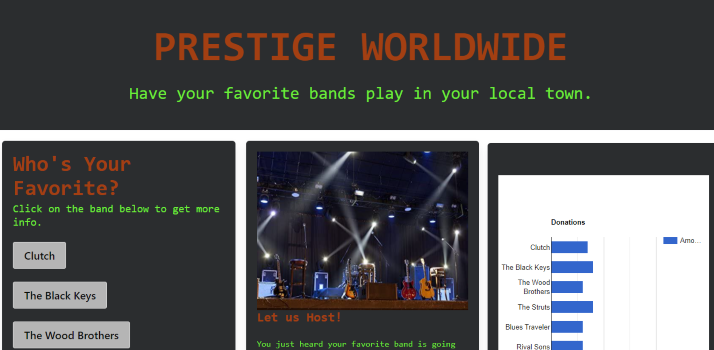 PRESTIGE WORLDWIDE
Have your favorite bands play in your local town.
Who's Your
Favorite?
Click on the band below to get more
info.
Clutch
The Black Keys
The Wood Brothers
Let us Host!
You just heard your favorite band is going
Donations
Amo...
Clutch
The Black Keys
The Wood
Brothers
The Struts
Blues Traveler
Rival Sons